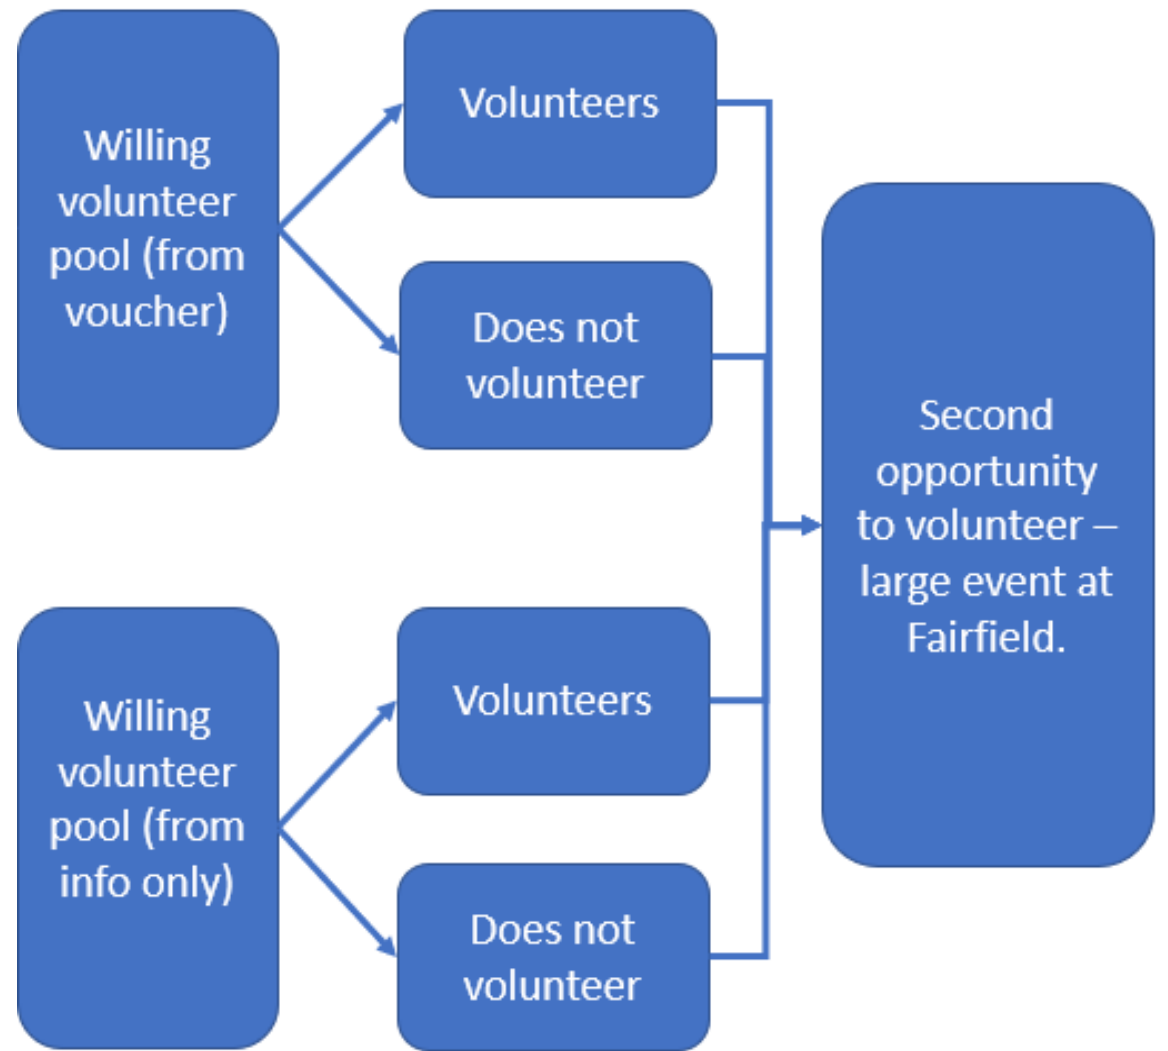 Willing
volunteer
pool (from
voucher)
Volunteers
Does not
volunteer
Willing
volunteer
pool (from
info only)
Volunteers
Does not
volunteer
Second
opportunity
to volunteer –
large event at
Fairfield.